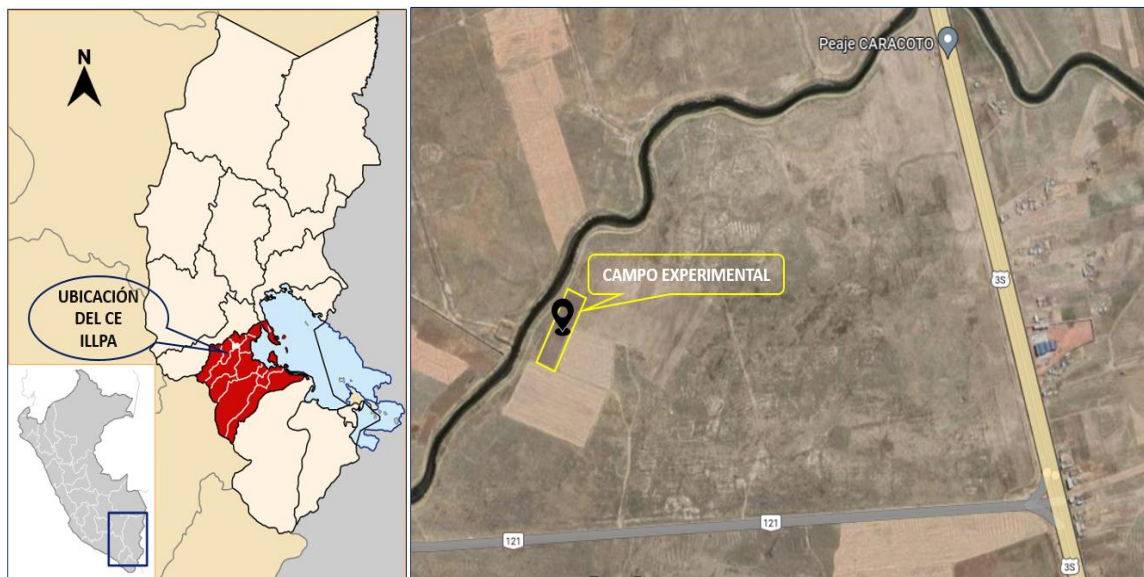 N
UBICACIÓN
DEL CE
ILLPA
Peaje CARACOTO
CAMPO EXPERIMENTAL
3S
121
121
3S